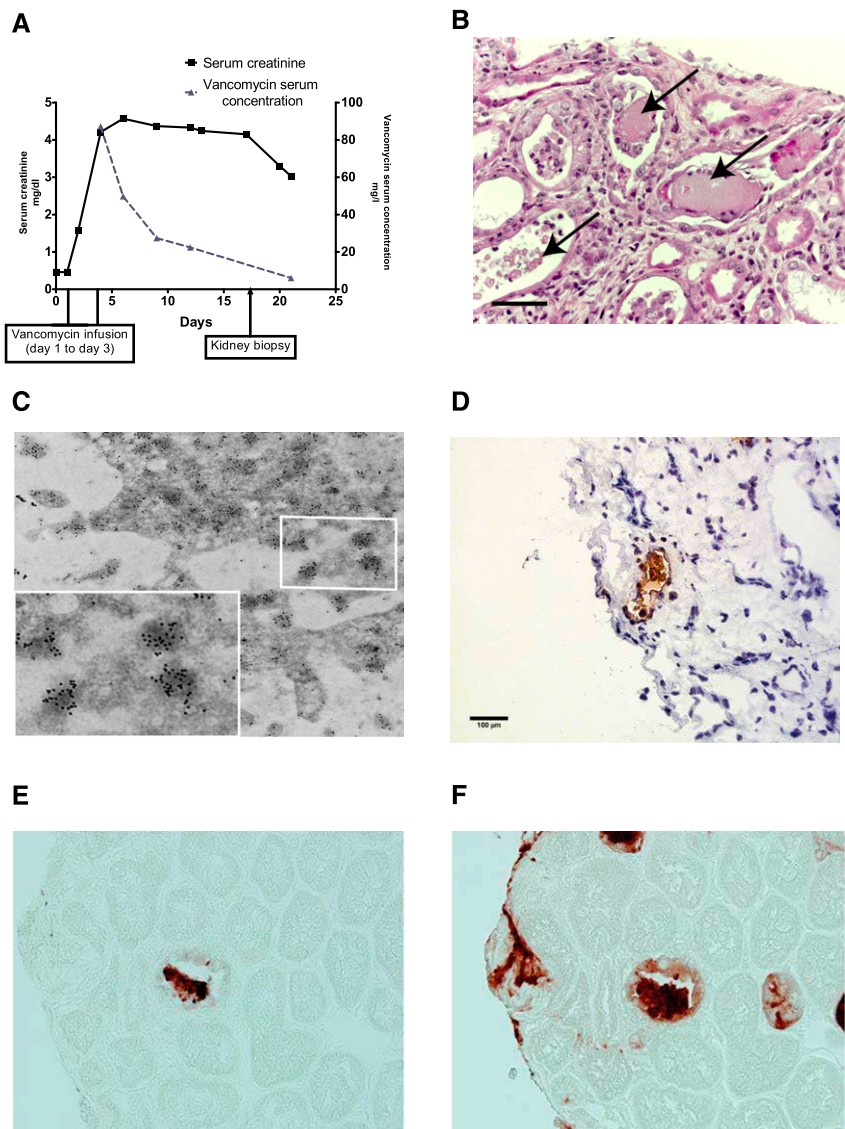 A
Serum creatinine
Vancomycin serum
concentration
5
4
3
2
1
0
Serum creatinine
mg/dl
100
80
60
40
20
0
Vancomycin serum concentration
mg/l
0
5
10
15
20
25
Days
Vancomycin infusion
(day 1 to day 3)
Kidney biopsy
B
C
D
100 µm
E
F